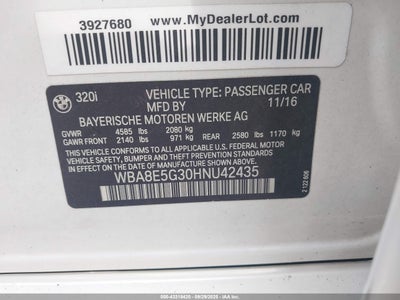 3927680
www.MyDealerLot.com
320i
VEHICLE TYPE: PASSENGER CAR
MFD BY
11/16
BAYERISCHE MOTOREN WERKE AG
GVWR 4585 lbs 2080 kg
GAWR FRONT 2140 lbs 971 kg REAR 2580 lbs 1170 kg
THIS VEHICLE CONFORMS TO ALL APPLICABLE U.S. FEDERAL MOTOR
VEHICLE SAFETY, BUMPER, AND THEFT PREVENTION STANDARDS
IN EFFECT ON THE DATE OF MANUFACTURE SHOWN ABOVE.
WBA8E5G30HNU42435
2 122 606